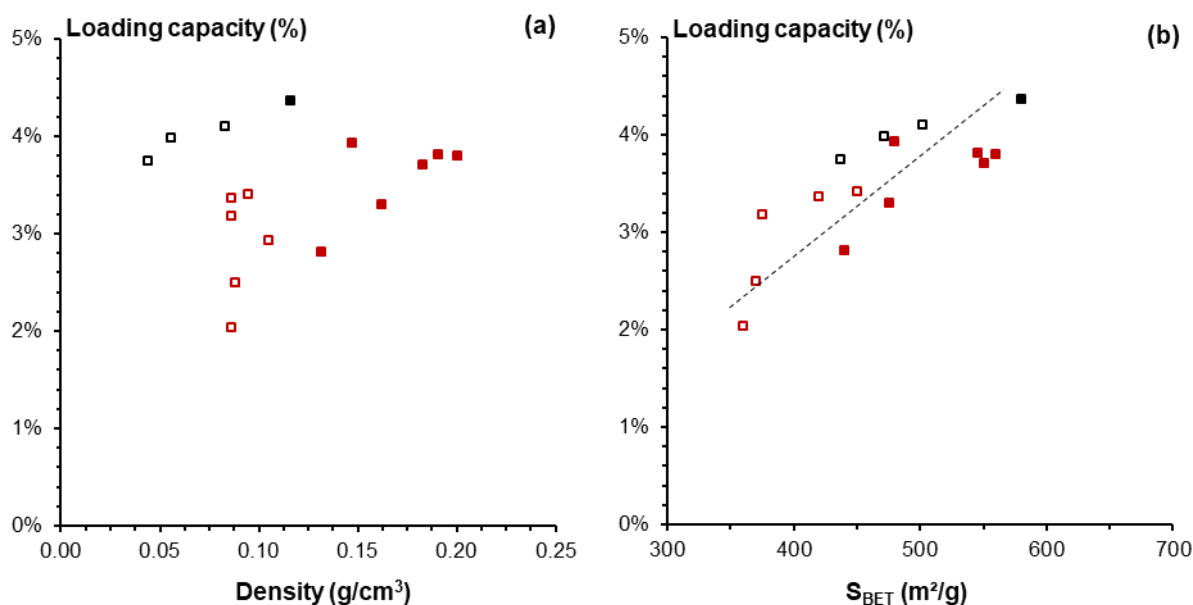 Loading capacity (%)
(a)
5%
4%
3%
2%
1%
0%
0.00 0.05 0.10 0.15 0.20 0.25
Density (g/cm³)
Loading capacity (%)
(b)
5%
4%
3%
2%
1%
0%
300 400 500 600 700
S_BET (m²/g)